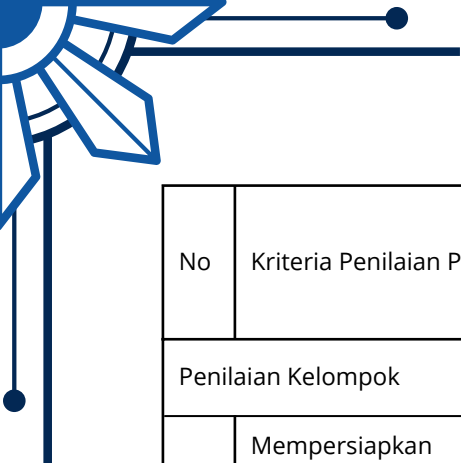 No
Kriteria Penilaian P
Penilaian Kelompok
Mempersiapkan